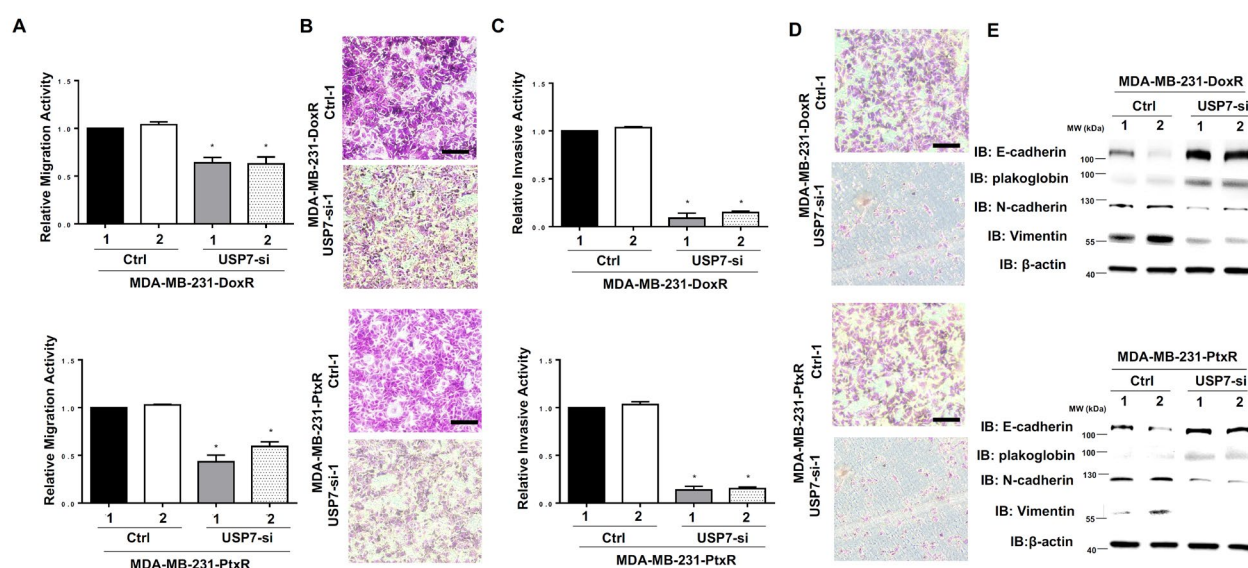 A
B
C
D
E
Relative Migration Activity
1.5
1.0
0.5
0.0
*
*
1 2 1 2
Ctrl USP7-si
MDA-MB-231-DoxR
MDA-MB-231-DoxR
Ctrl-1
USP7-si-1
Relative Invasive Activity
1.5
1.0
0.5
0.0
*
*
1 2 1 2
Ctrl USP7-si
MDA-MB-231-DoxR
MDA-MB-231-DoxR
Ctrl-1
USP7-si-1
MDA-MB-231-DoxR
Ctrl USP7-si
MW (kDa) 1 2 1 2
IB: E-cadherin
100
IB: plakoglobin
100
IB: N-cadherin
130
IB: Vimentin
55
IB: β-actin
40
Relative Migration Activity
1.5
1.0
0.5
0.0
*
*
1 2 1 2
Ctrl USP7-si
MDA-MB-231-PtxR
MDA-MB-231-PtxR
Ctrl-1
USP7-si-1
Relative Invasive Activity
1.5
1.0
0.5
0.0
*
*
1 2 1 2
Ctrl USP7-si
MDA-MB-231-PtxR
MDA-MB-231-PtxR
Ctrl-1
USP7-si-1
MDA-MB-231-PtxR
Ctrl USP7-si
MW (kDa) 1 2 1 2
IB: E-cadherin
100
IB: plakoglobin
100
IB: N-cadherin
130
IB: Vimentin
55
IB:β-actin
40